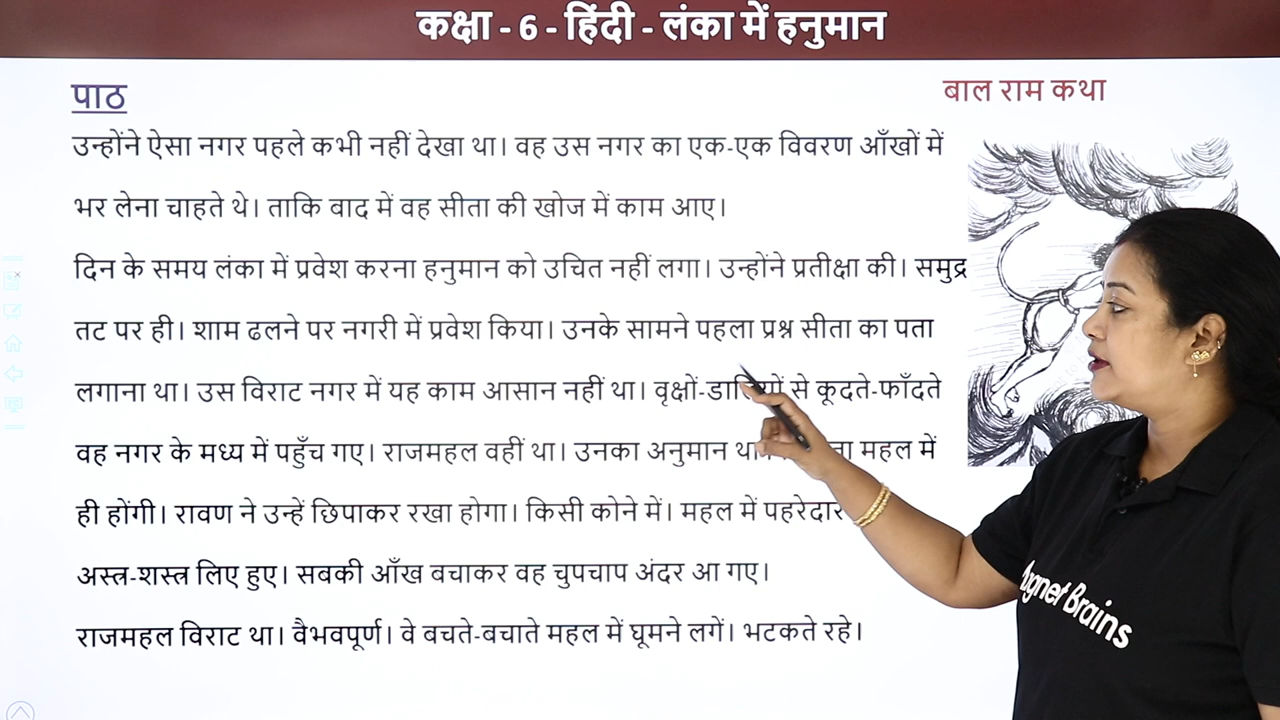 कक्षा - 6 - हिंदी - लंका में हनुमान
पाठ
बाल राम कथा
उन्होंने ऐसा नगर पहले कभी नहीं देखा था। वह उस नगर का एक-एक विवरण आँखों में
भर लेना चाहते थे। ताकि वाद में वह सीता की खोज में काम आए।
दिन के समय लंका में प्रवेश करना हनुमान को उचित नहीं लगा। उन्होंने प्रतीक्षा की। समुद्र
तट पर ही। शाम ढलने पर नगरी में प्रवेश किया। उनके सामने पहला प्रश्न सीता का पता
लगाना था। उस विराट नगर में यह काम आसान नहीं था। से कूदते-फाँदते
वह नगर के मध्य में पहुँच गए। राजमहल वहीं था। उनका अनुमान महल में
ही होंगी। रावण ने उन्हें छिपाकर रखा होगा। किसी कोने में। महल में पहरेदार
अस्त्र-शस्त्र लिए हुए। सबकी आँख बचाकर वह चुपचाप अंदर आ गए।
राजमहल विराट था। वैभवपूर्ण। वे बचते-बचाते महल में घूमने लगें। भटकते रहे।
Brains